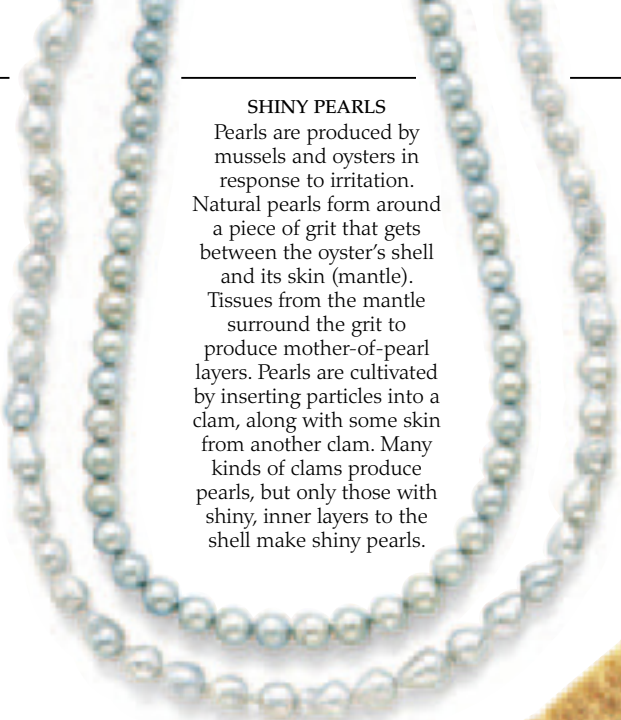 SHINY PEARLS
Pearls are produced by
mussels and oysters in
response to irritation.
Natural pearls form around
a piece of grit that gets
between the oyster's shell
and its skin (mantle).
Tissues from the mantle
surround the grit to
produce mother-of-pearl
layers. Pearls are cultivated
by inserting particles into a
clam, along with some skin
from another clam. Many
kinds of clams produce
pearls, but only those with
shiny, inner layers to the
shell make shiny pearls.